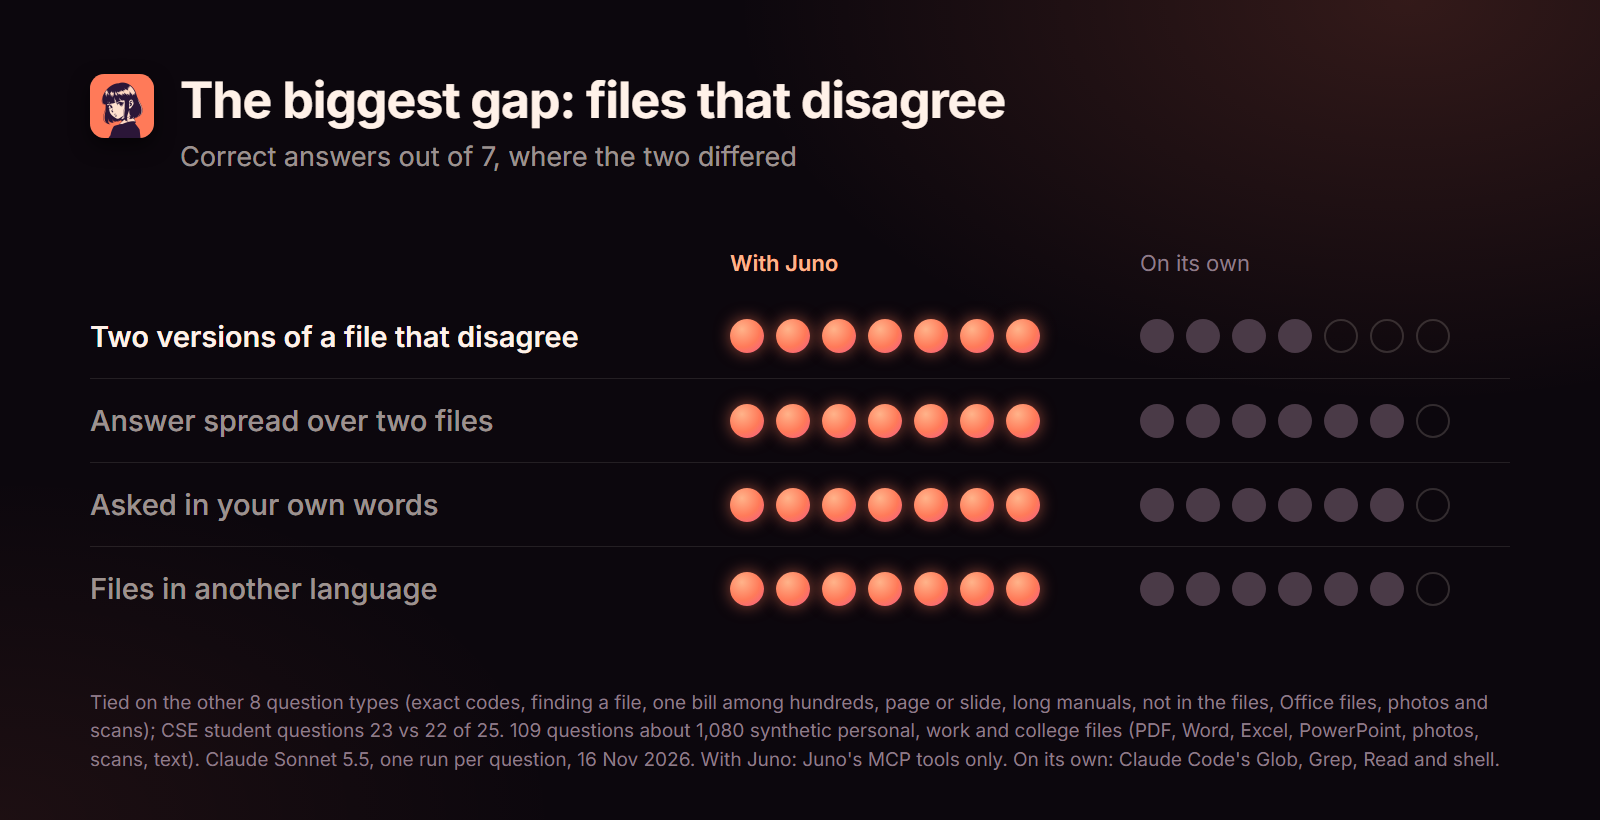 The biggest gap: files that disagree
Correct answers out of 7, where the two differed
With Juno
On its own
Two versions of a file that disagree
Answer spread over two files
Asked in your own words
Files in another language
Tied on the other 8 question types (exact codes, finding a file, one bill among hundreds, page or slide, long manuals, not in the files, Office files, photos and
scans); CSE student questions 23 vs 22 of 25. 109 questions about 1,080 synthetic personal, work and college files (PDF, Word, Excel, PowerPoint, photos,
scans, text). Claude Sonnet 5.5, one run per question, 16 Nov 2026. With Juno: Juno's MCP tools only. On its own: Claude Code's Glob, Grep, Read and shell.